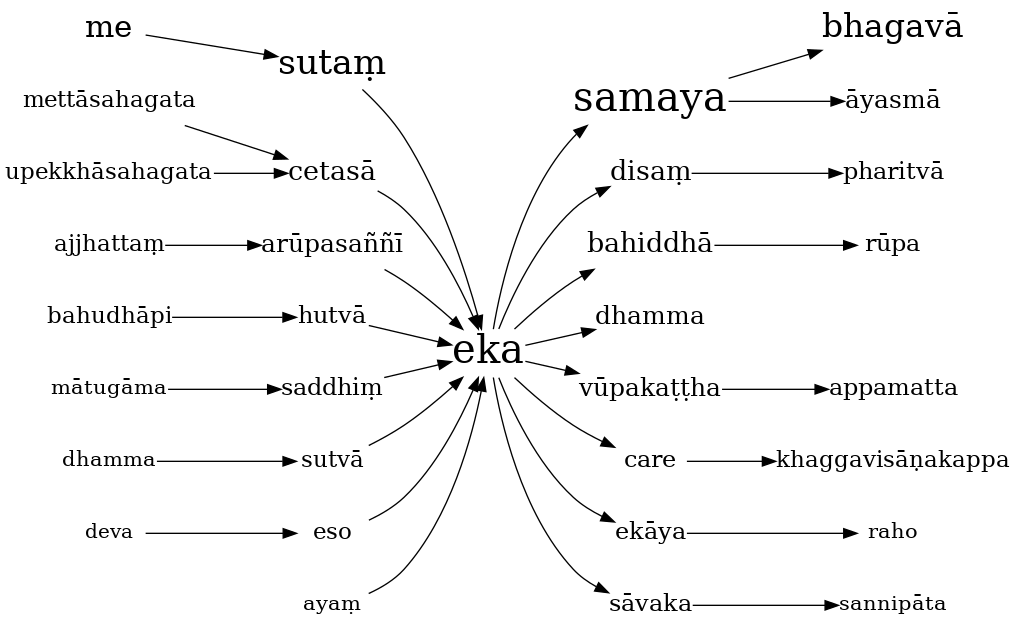 me sutaṃ samaya bhagavā
mettāsahagata āyasmā
upekkhāsahagata cetasā disaṃ pharitvā
ajjhattaṃ arūpasaññī bahiddhā rūpa
bahudhāpi hutvā dhamma
eka
mātugāma saddhiṃ vūpakaṭṭha appamatta
dhamma sutvā care khaggavisāṇakappa
deva eso ekāya raho
ayaṃ sāvaka sannipāta